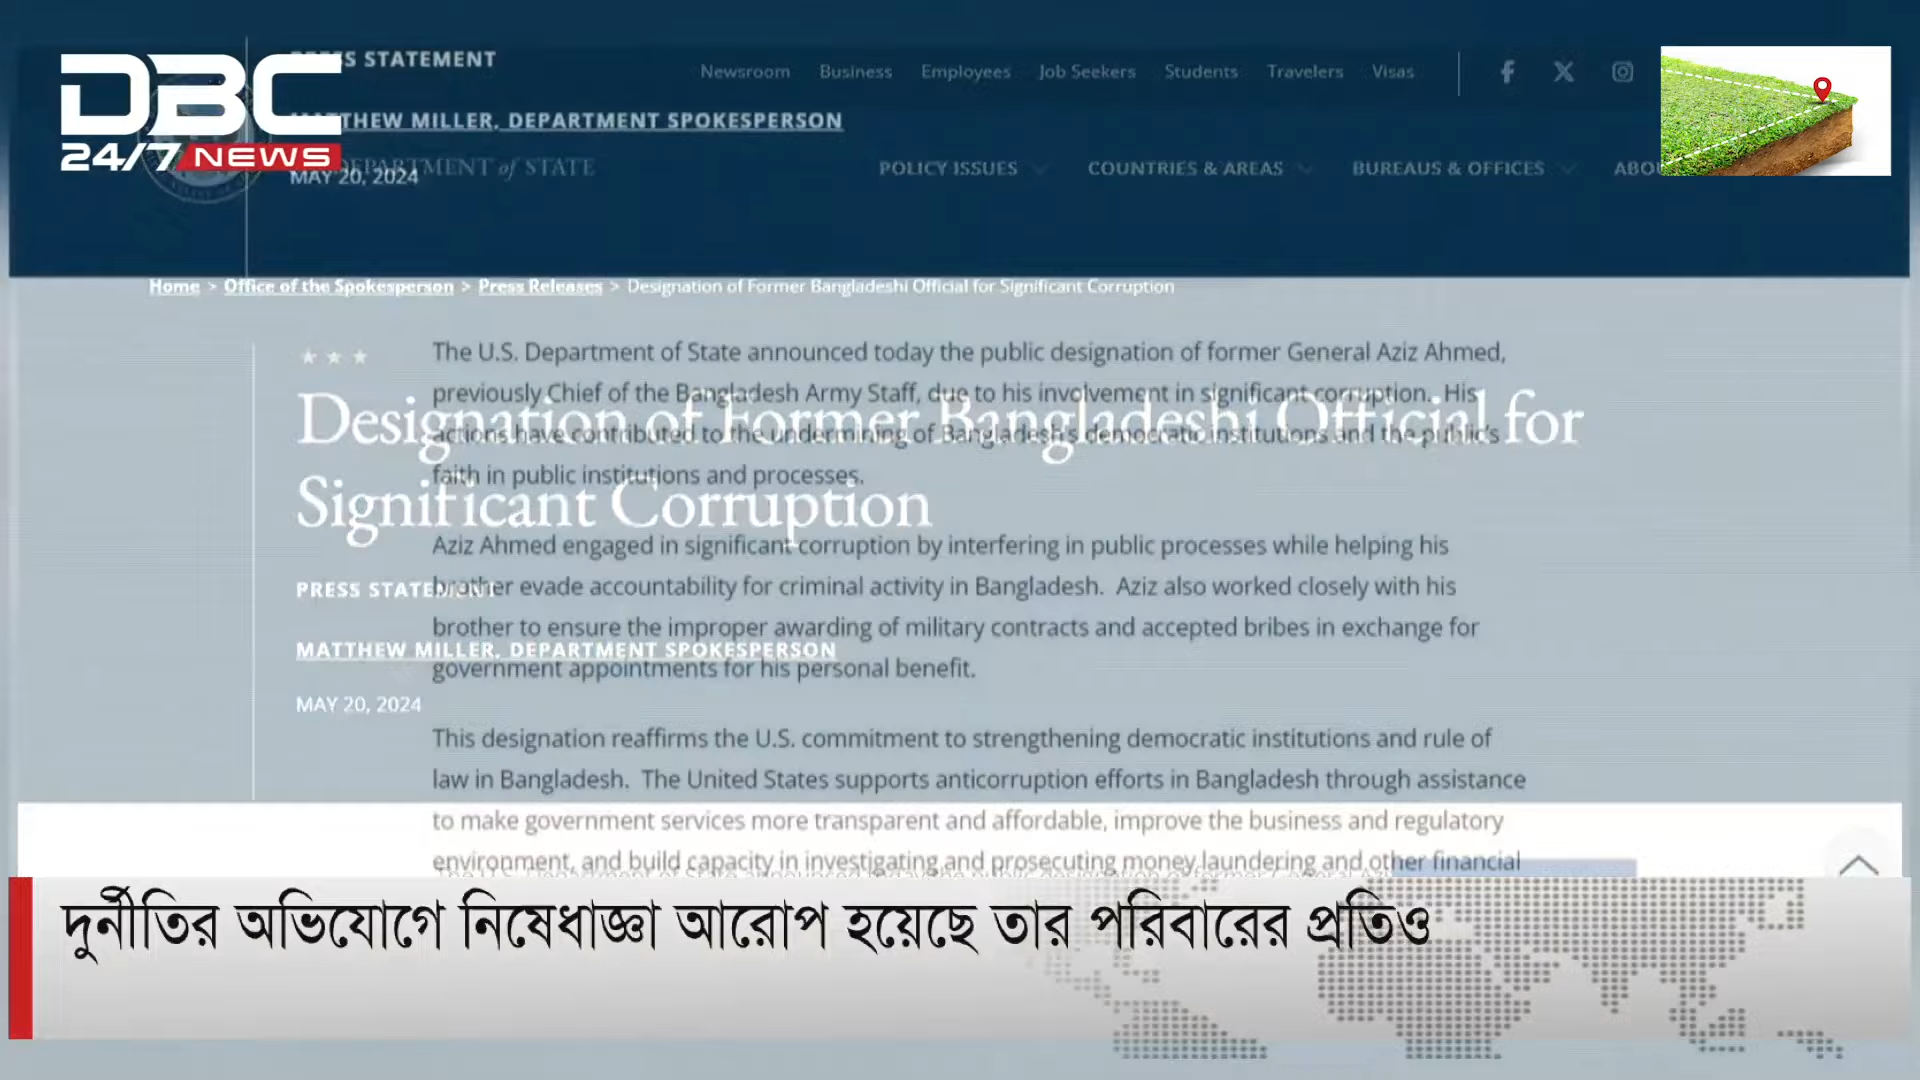 DBC
24/7 NEWS
PRESS STATEMENT
Newsroom Business Employees Job Seekers Students Travelers Visas
MATTHEW MILLER, DEPARTMENT SPOKESPERSON
DEPARTMENT of STATE
POLICY ISSUES COUNTRIES & AREAS BUREAUS & OFFICES
MAY 20, 2024
Home > Office of the Spokesperson > Press Releases > Designation of Former Bangladeshi Official for Significant Corruption
The U.S. Department of State announced today the public designation of former General Aziz Ahmed,
previously Chief of the Bangladesh Army Staff, due to his involvement in significant corruption. His
actions have contributed to the undermining of Bangladesh's democratic institutions and the public's
faith in public institutions and processes.
Designation of Former Bangladeshi Official for
Significant Corruption
Aziz Ahmed engaged in significant corruption by interfering in public processes while helping his
brother evade accountability for criminal activity in Bangladesh. Aziz also worked closely with his
brother to ensure the improper awarding of military contracts and accepted bribes in exchange for
government appointments for his personal benefit.
PRESS STATEMENT
MATTHEW MILLER, DEPARTMENT SPOKESPERSON
MAY 20, 2024
This designation reaffirms the U.S. commitment to strengthening democratic institutions and rule of
law in Bangladesh. The United States supports anticorruption efforts in Bangladesh through assistance
to make government services more transparent and affordable, improve the business and regulatory
environment, and build capacity in investigating and prosecuting money laundering and other financial
দুর্নীতির অভিযোগে নিষেধাজ্ঞা আরোপ হয়েছে তার পরিবারের প্রতিও